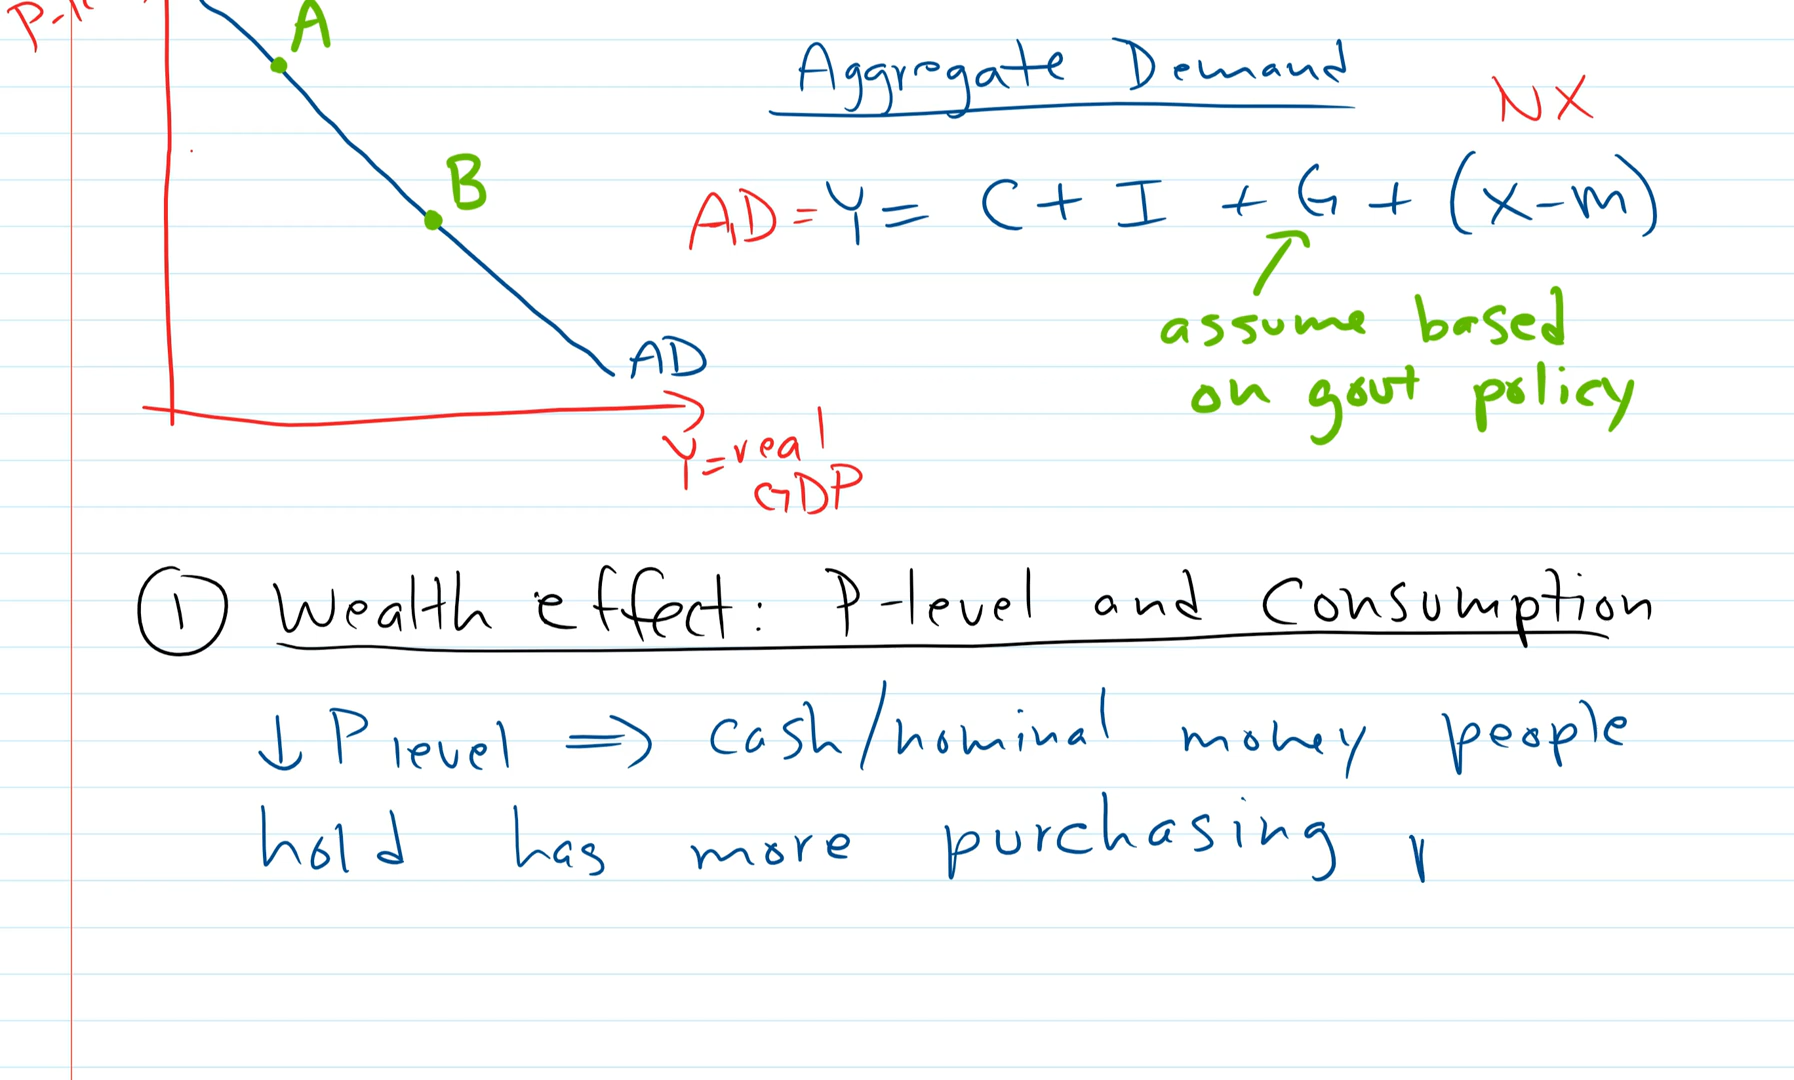 A
Aggregate Demand
NX
B
AD = Y = C + I + G + (X-m)
assume based
on govt policy
AD
Y = real
GDP
① Wealth effect: P-level and Consumption
↓ P level ⇒ cash/nominal money people
hold has more purchasing